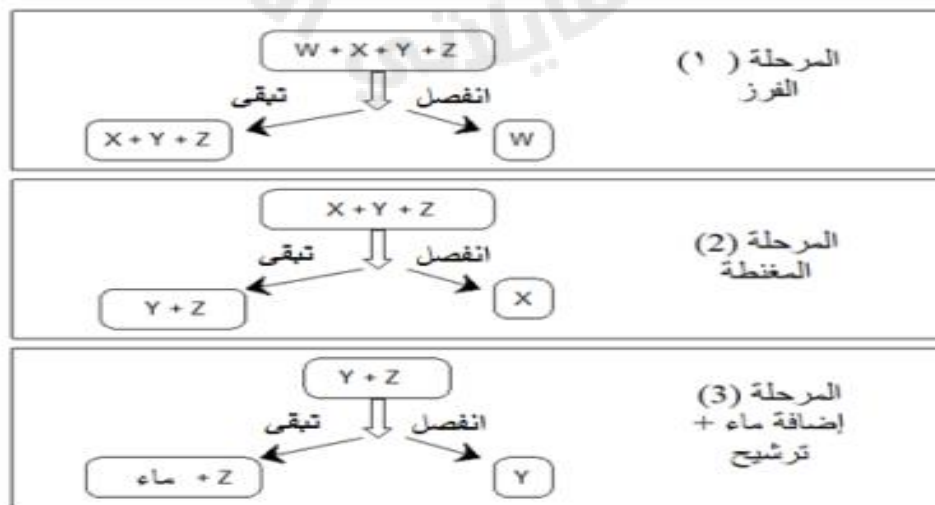 المرحلة (١)
الفرز
W + X + Y + Z
انفصل
تبقى
W
X + Y + Z
المرحلة (2)
المغنطة
X + Y + Z
انفصل
تبقى
X
Y + Z
المرحلة (3)
إضافة ماء +
ترشيح
Y + Z
انفصل
تبقى
Y
ماء + Z